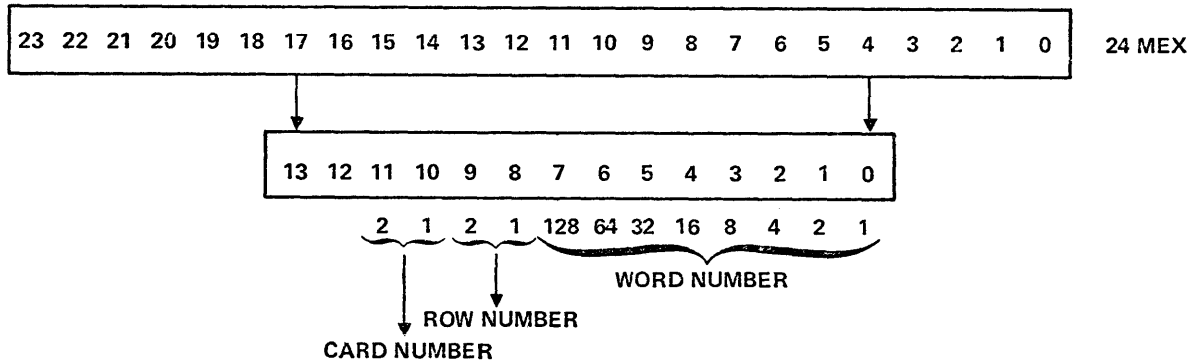 23 22 21 20 19 18 17 16 15 14 13 12 11 10 9 8 7 6 5 4 3 2 1 0 24 MEX
13 12 11 10 9 8 7 6 5 4 3 2 1 0
2 1 2 1 128 64 32 16 8 4 2 1
WORD NUMBER
ROW NUMBER
CARD NUMBER